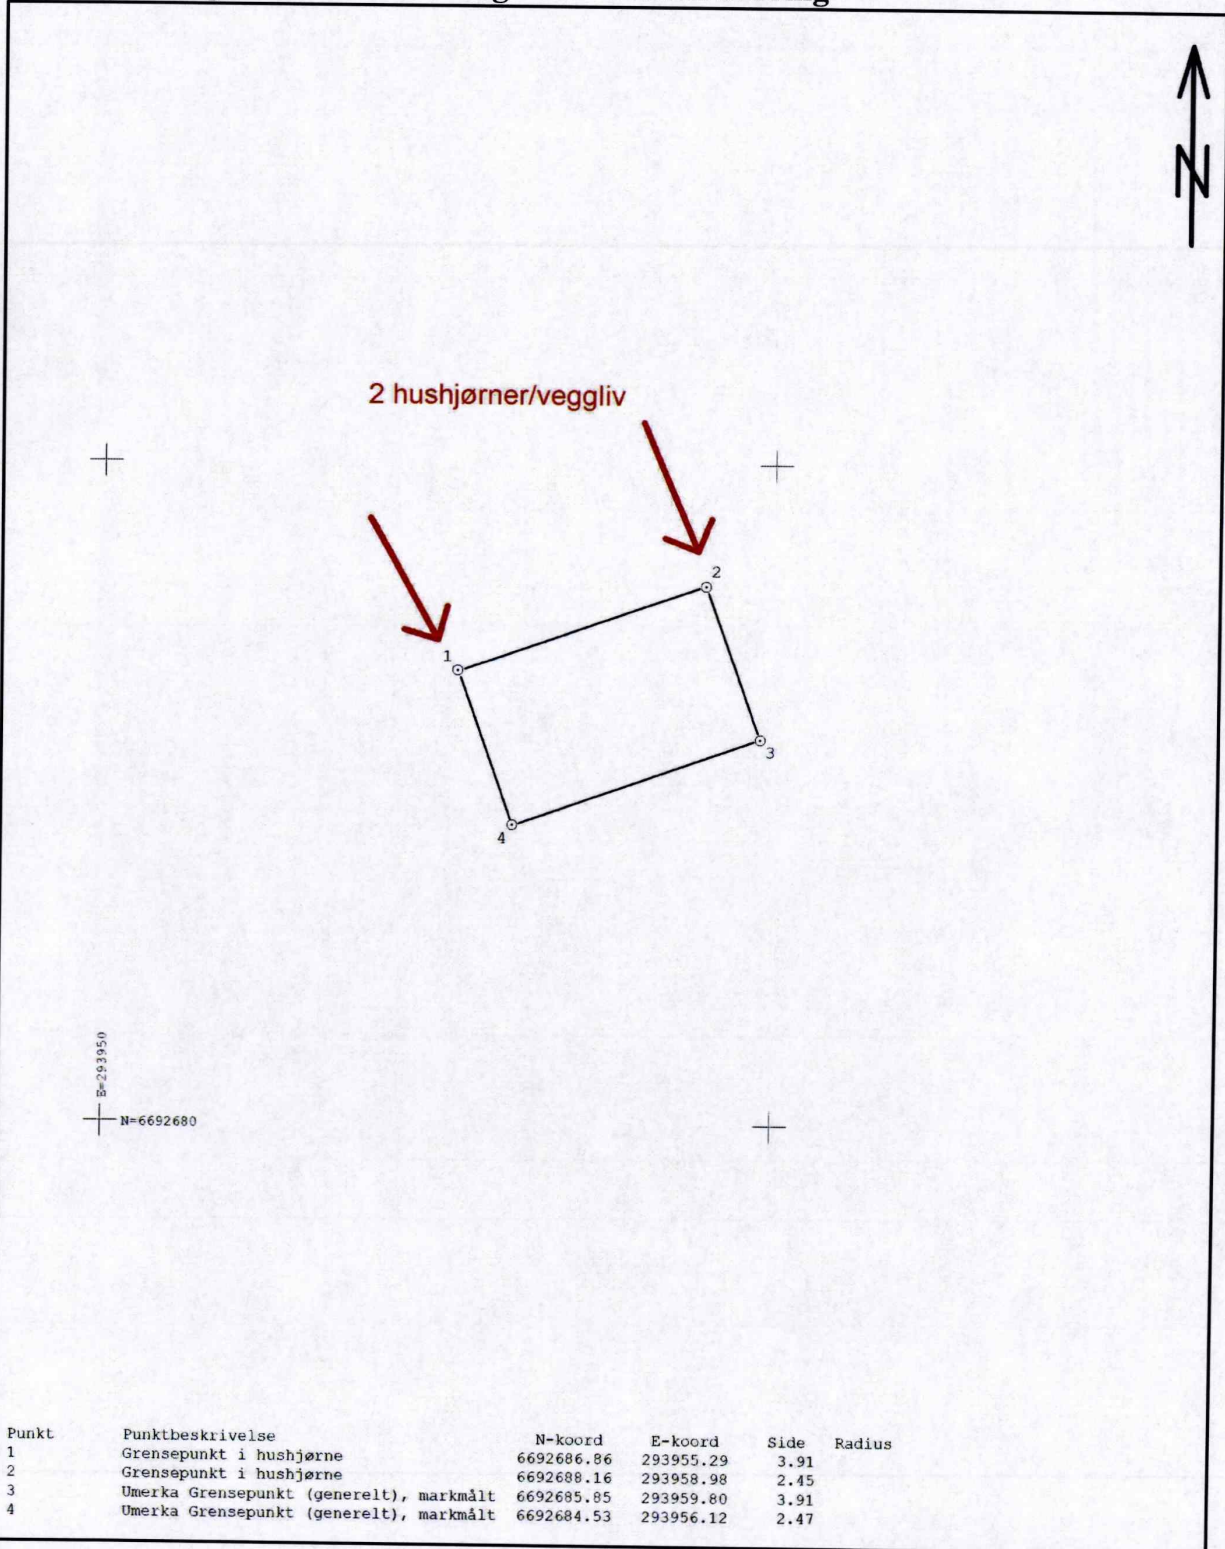 N
2 hushjørner/veggliv
2
1
3
4
E=293950
N=6692680
Punkt Punktbeskrivelse N-koord E-koord Side Radius
1 Grensepunkt i hushjørne 6692686.86 293955.29 3.91
2 Grensepunkt i hushjørne 6692688.16 293958.98 2.45
3 Umerka Grensepunkt (generelt), markmålt 6692685.85 293959.80 3.91
4 Umerka Grensepunkt (generelt), markmålt 6692684.53 293956.12 2.47